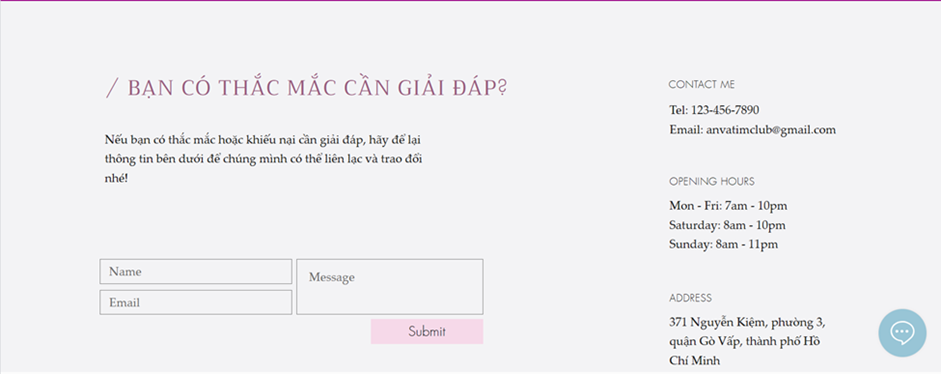 / BẠN CÓ THẮC MẮC CẦN GIẢI ĐÁP?
Nếu bạn có thắc mắc hoặc khiếu nại cần giải đáp, hãy để lại
thông tin bên dưới để chúng mình có thể liên lạc và trao đổi
nhé!
Name
Email
Message
Submit
CONTACT ME
Tel: 123-456-7890
Email: anvatimclub@gmail.com
OPENING HOURS
Mon - Fri: 7am - 10pm
Saturday: 8am - 10pm
Sunday: 8am - 11pm
ADDRESS
371 Nguyễn Kiệm, phường 3,
quận Gò Vấp, thành phố Hồ
Chí Minh